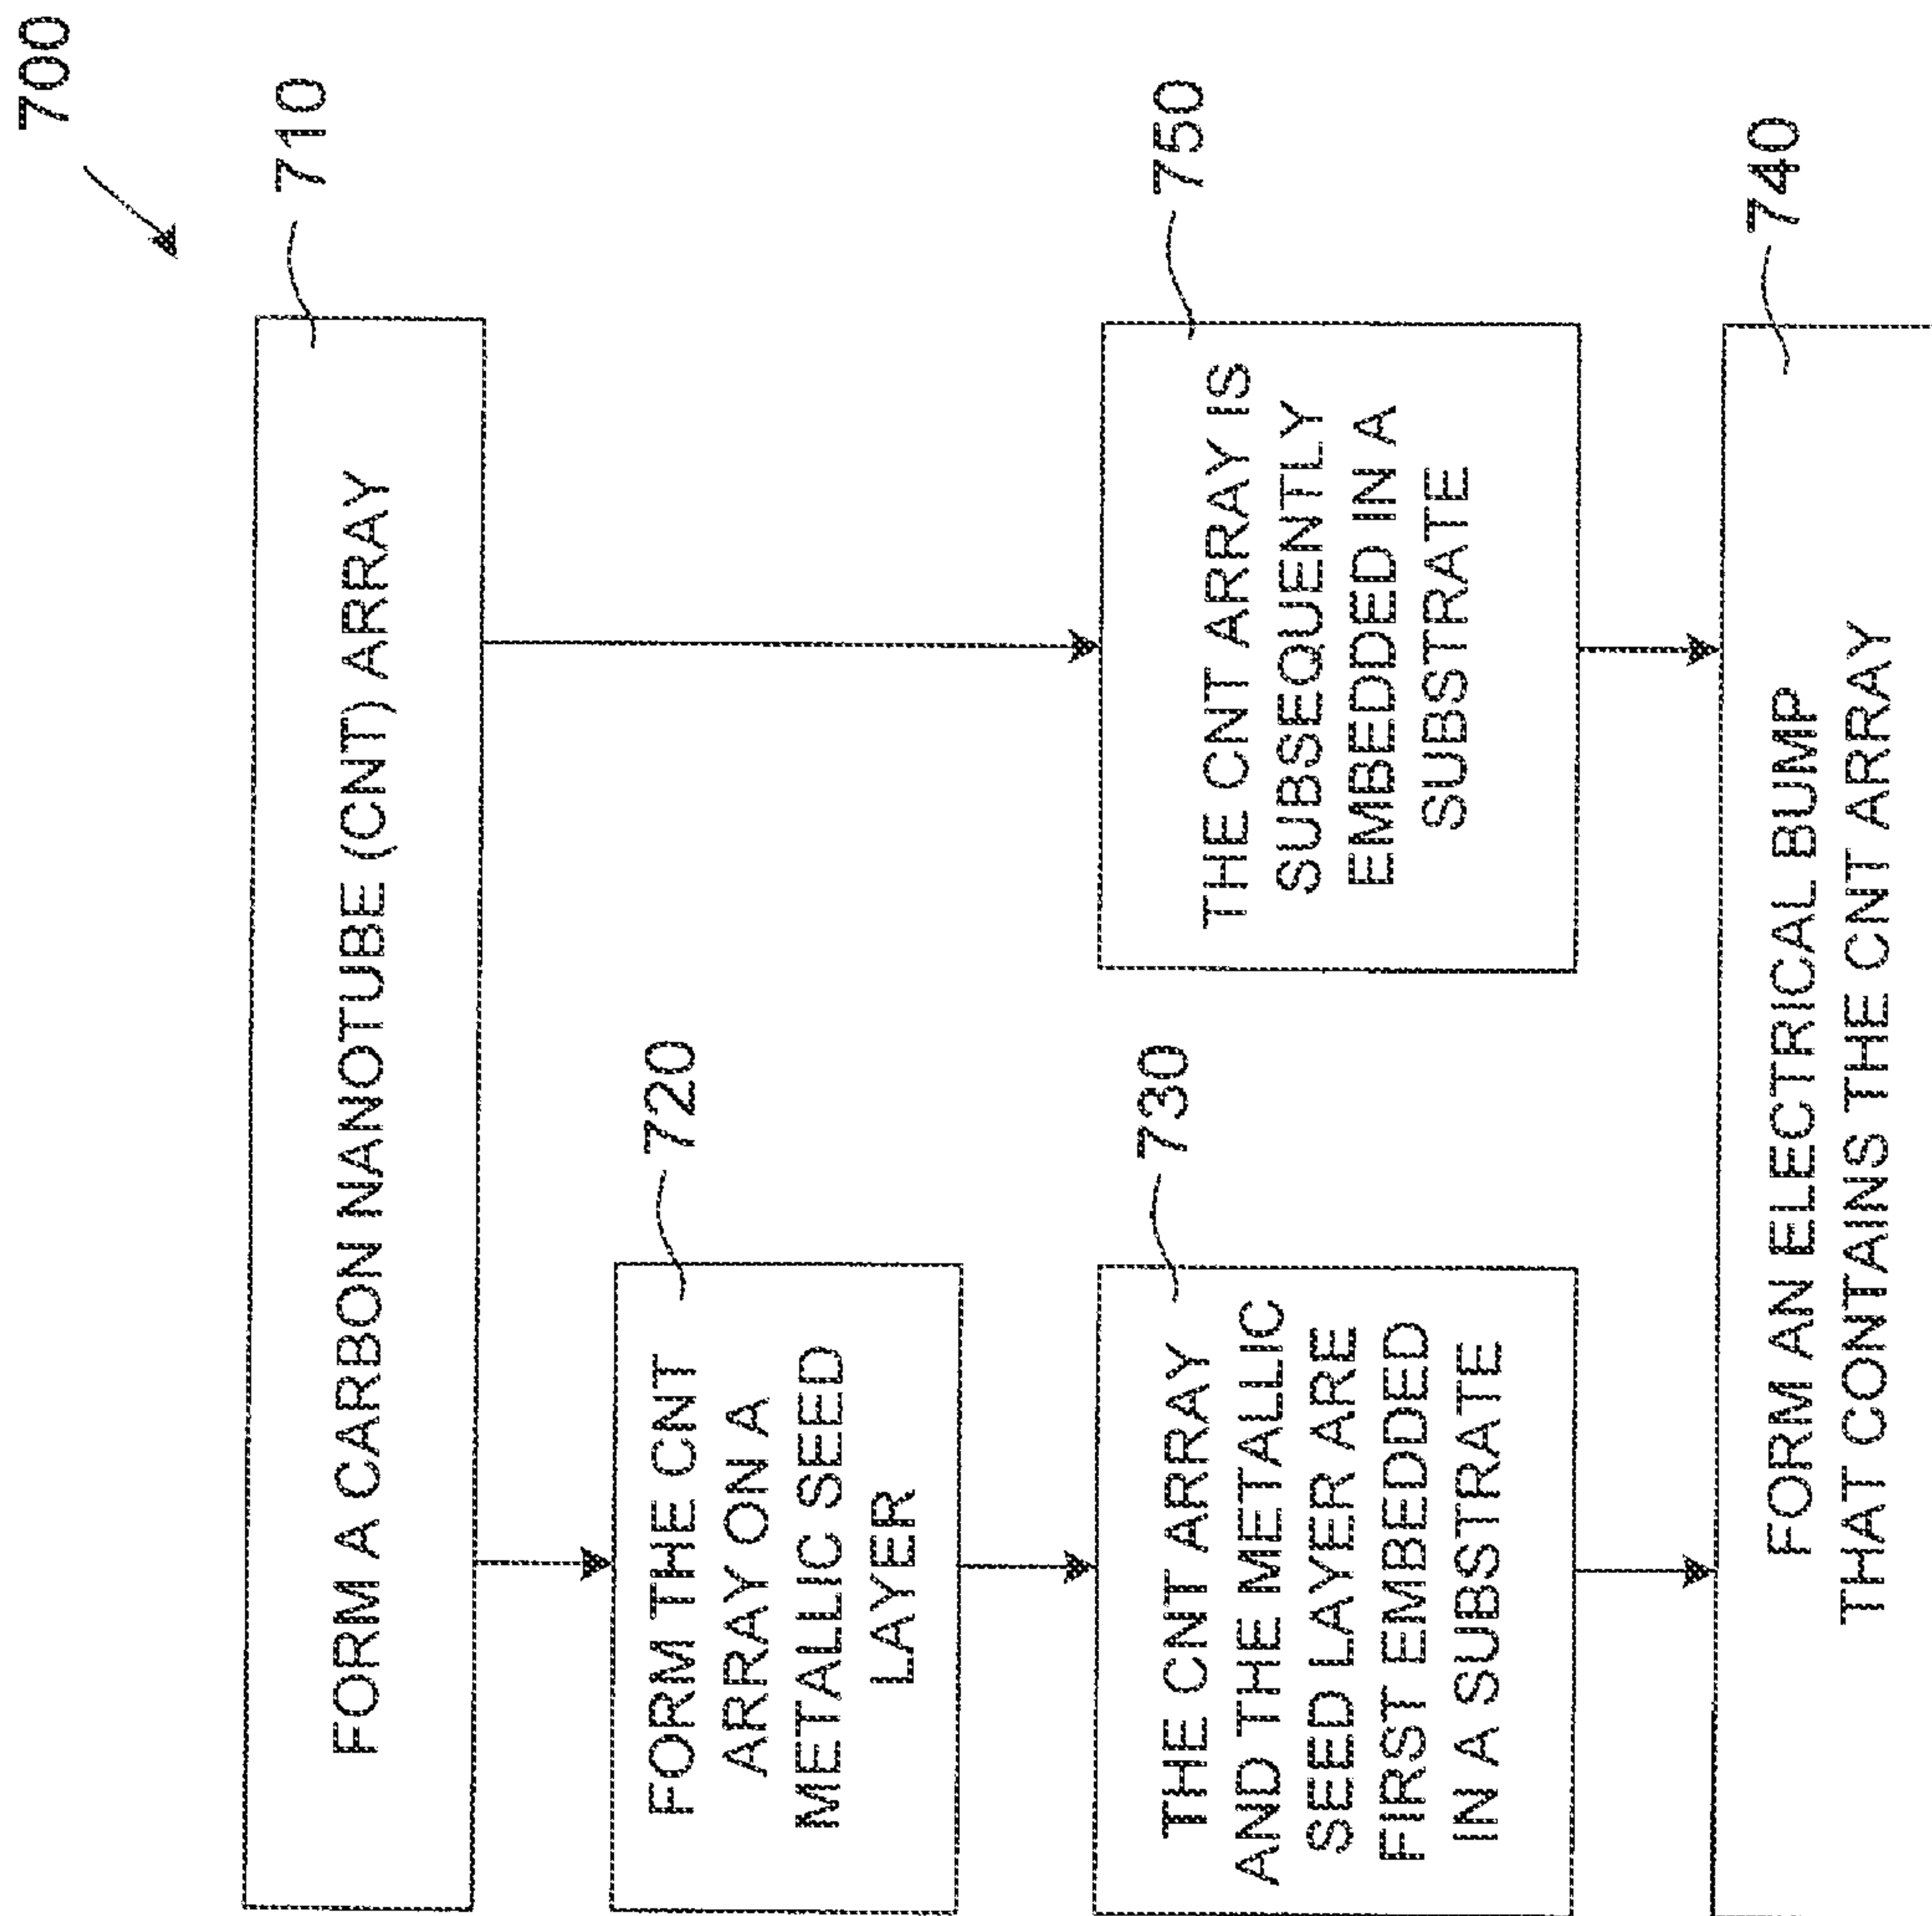 700
FORM A CARBON NANOTUBE (CNT) ARRAY
710
FORM THE CNT
ARRAY ON A
METALLIC SEED
LAYER
720
THE CNT ARRAY
AND THE METALLIC
SEED LAYER ARE
FIRST EMBEDDED
IN A SUBSTRATE
730
THE CNT ARRAY IS
SUBSEQUENTLY
EMBEDDED IN A
SUBSTRATE
750
FORM AN ELECTRICAL BUMP
THAT CONTAINS THE CNT ARRAY
740